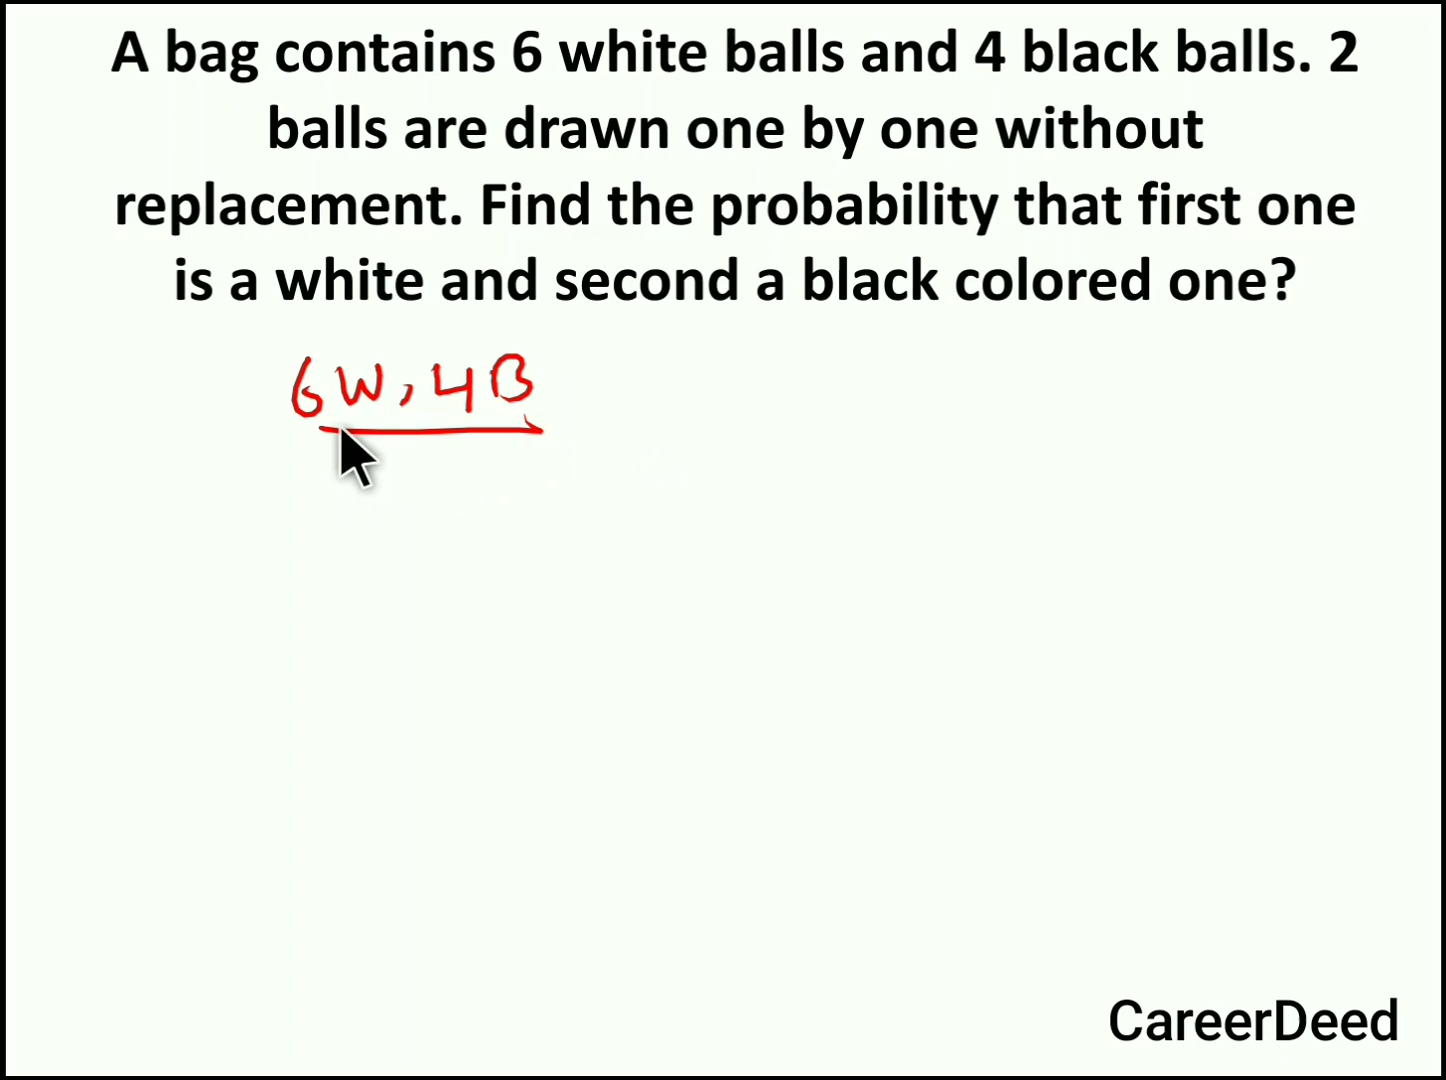 A bag contains 6 white balls and 4 black balls. 2
balls are drawn one by one without
replacement. Find the probability that first one
is a white and second a black colored one?
6W, 4B
CareerDeed